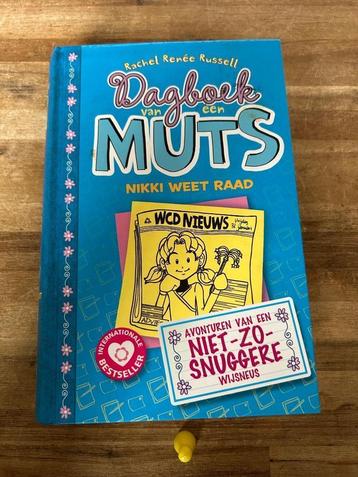 Rachel Renée Russell
Dagboek
van een
MUTS
NIKKI WEET RAAD
WCD NIEUWS
AVONTUREN VAN EEN
NIET-ZO-
SNUGGERE
WIJSNEUS
INTERNATIONALE
BESTSELLER